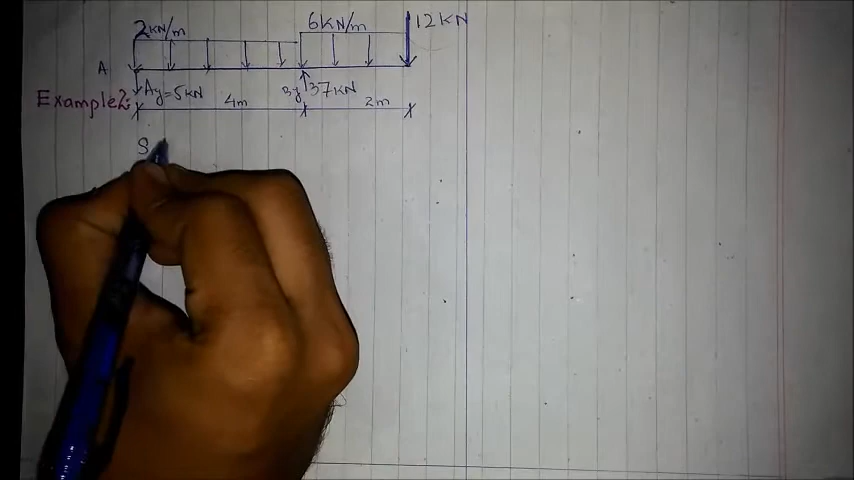 2KN/m 6KN/m 12KN
A
Ay=5KN By 37KN
Example2:
4m 2m
S